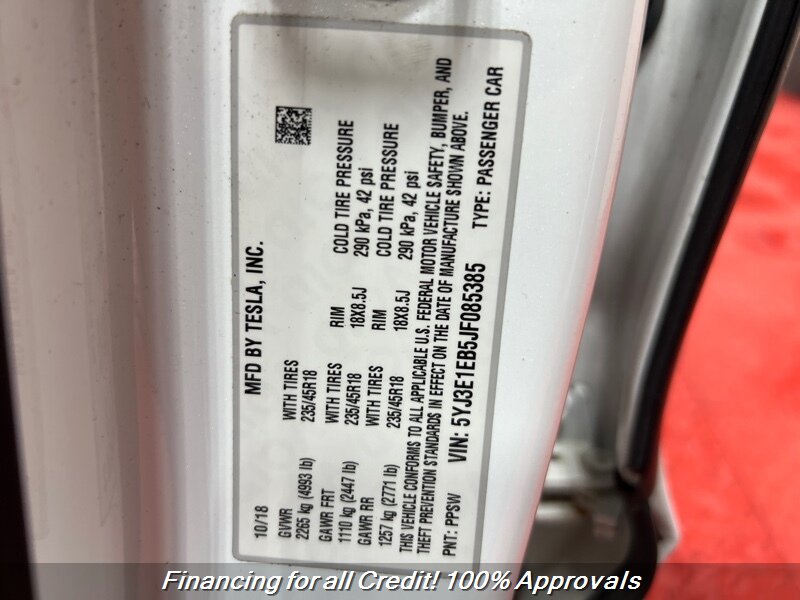 MFD BY TESLA, INC.
10/18
GVWR WITH TIRES RIM COLD TIRE PRESSURE
2265 kg (4993 lb) 235/45R18 18X8.5J 290 kPa, 42 psi
GAWR FRT WITH TIRES RIM COLD TIRE PRESSURE
1110 kg (2447 lb) 235/45R18 18X8.5J 290 kPa, 42 psi
GAWR RR WITH TIRES
1257 kg (2771 lb) 235/45R18
THIS VEHICLE CONFORMS TO ALL APPLICABLE U.S. FEDERAL MOTOR VEHICLE SAFETY, BUMPER, AND
THEFT PREVENTION STANDARDS IN EFFECT ON THE DATE OF MANUFACTURE SHOWN ABOVE.
PNT: PPSW VIN: 5YJ3E1EB5JF085385 TYPE: PASSENGER CAR
Financing for all Credit! 100% Approvals